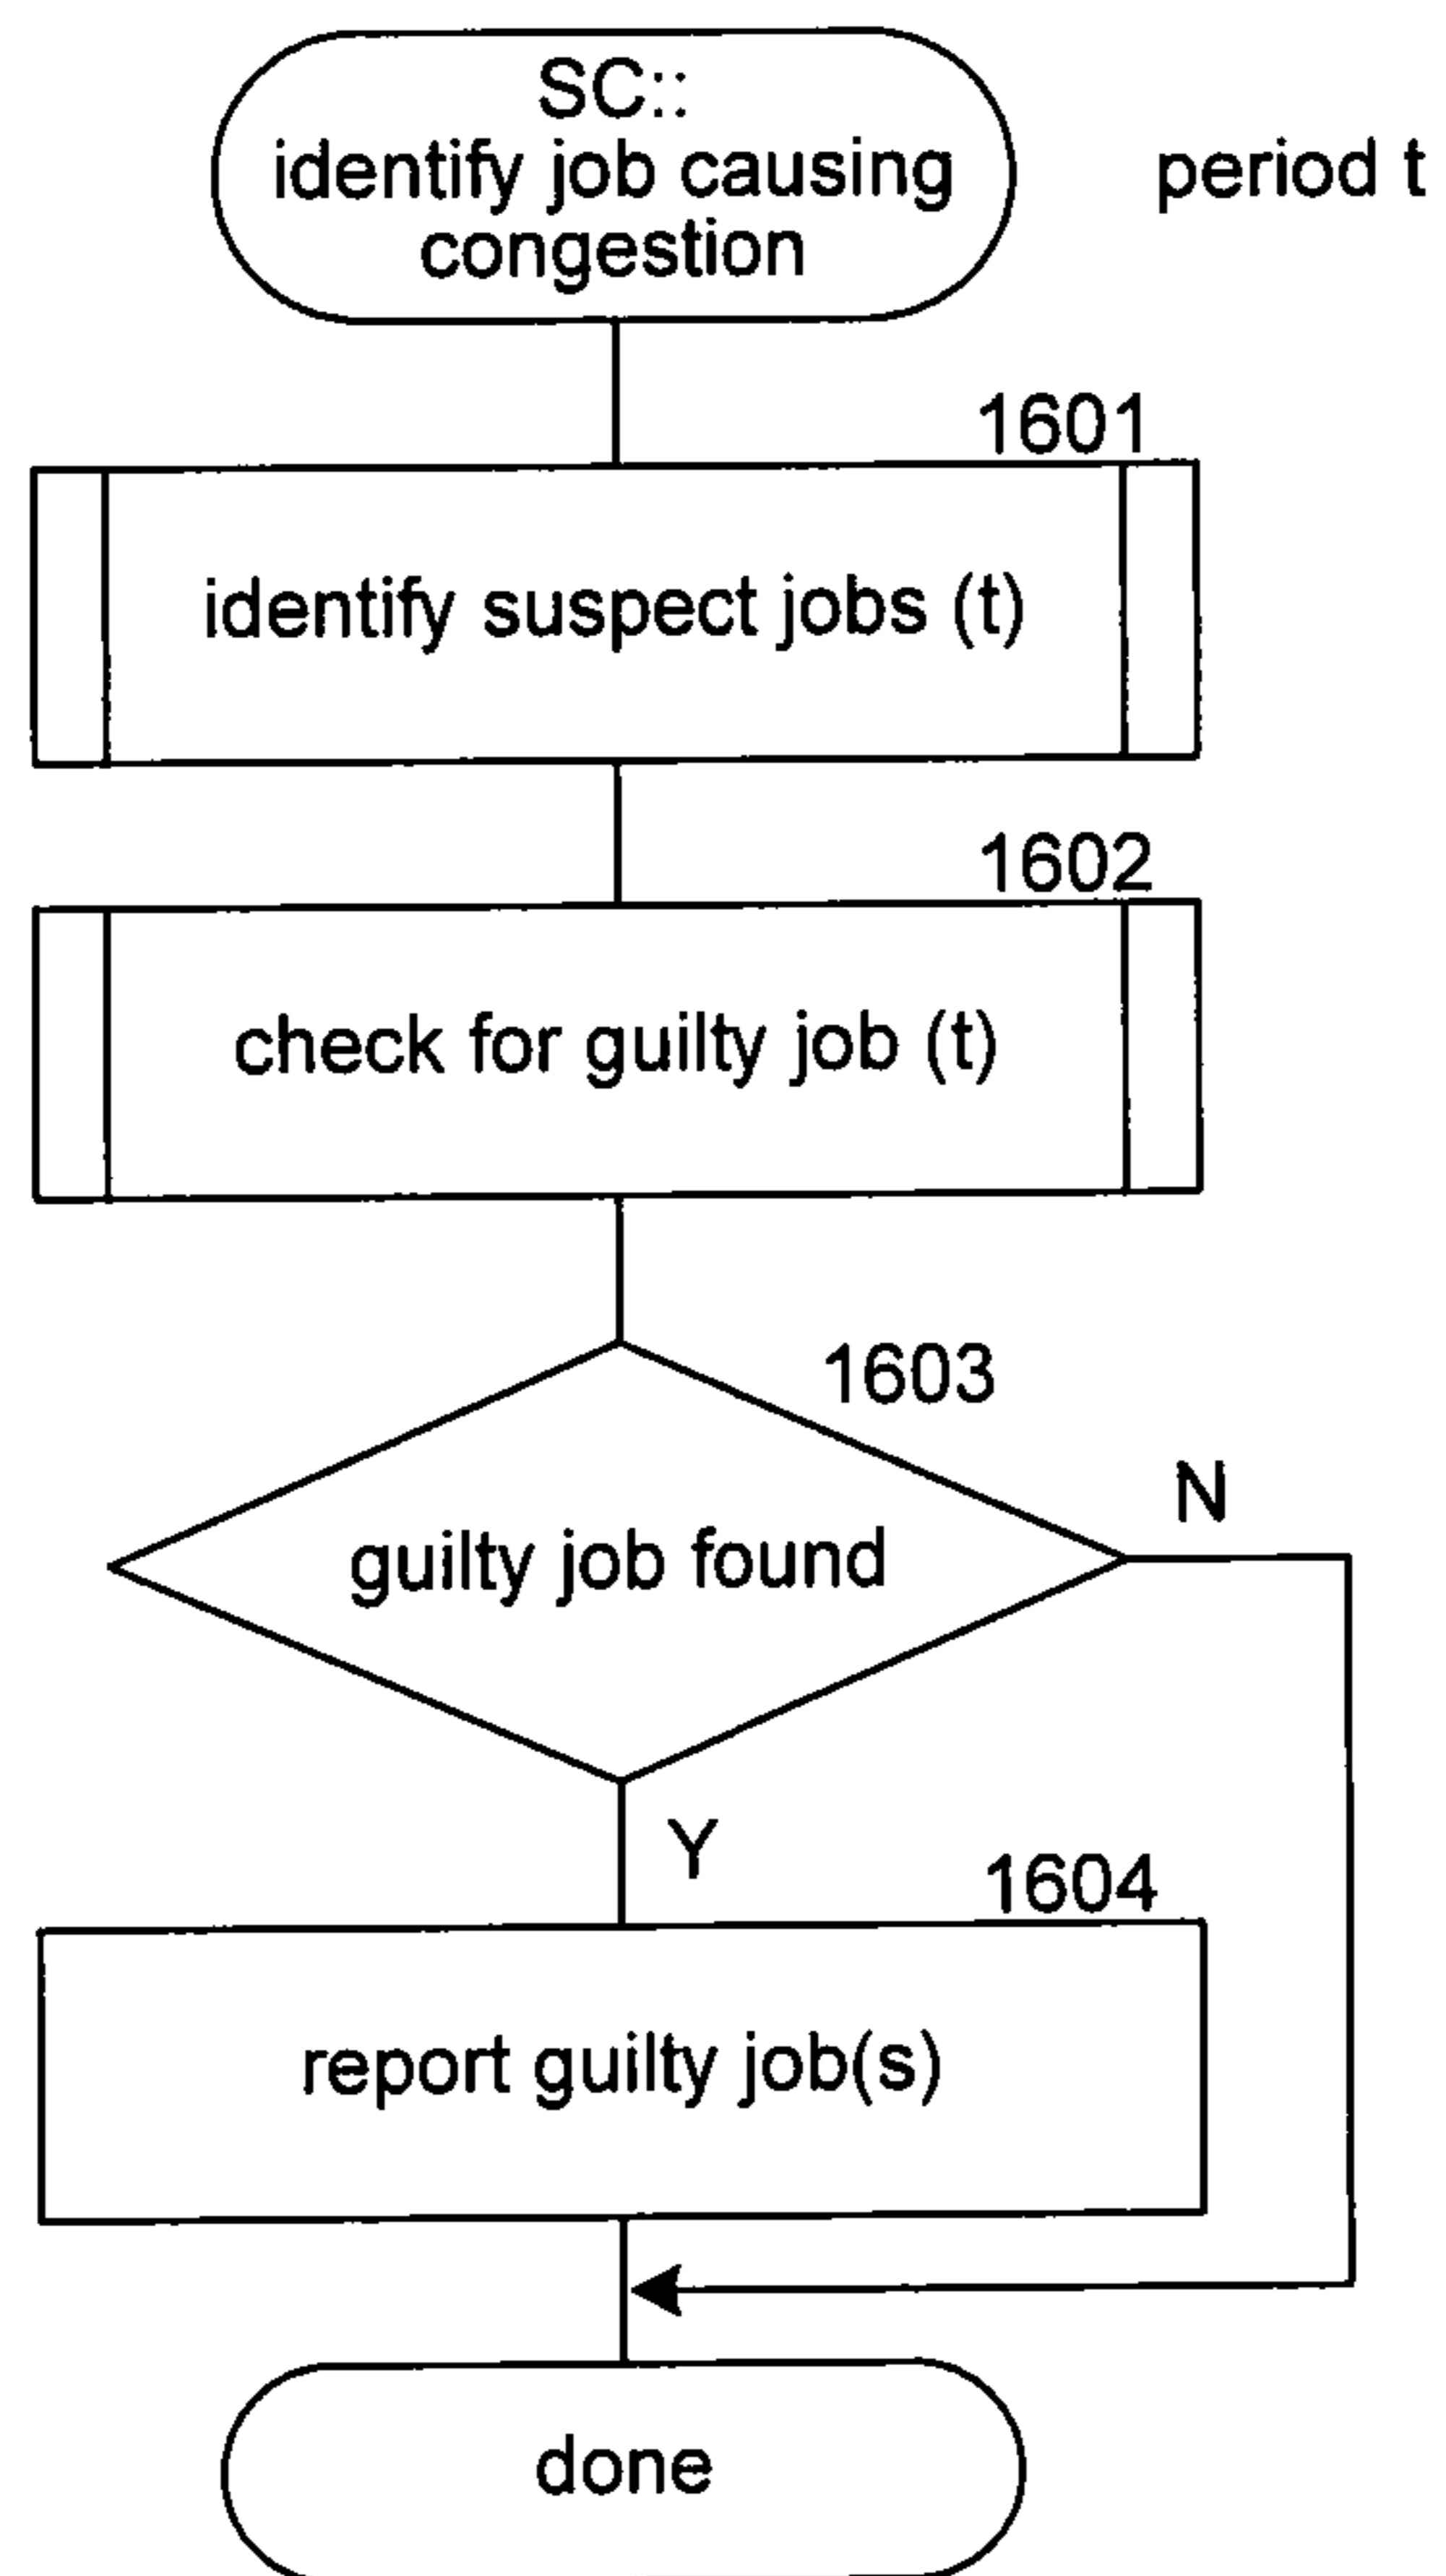 SC::
identify job causing
congestion
period t
1601
identify suspect jobs (t)
1602
check for guilty job (t)
1603
guilty job found
N
Y
1604
report guilty job(s)
done